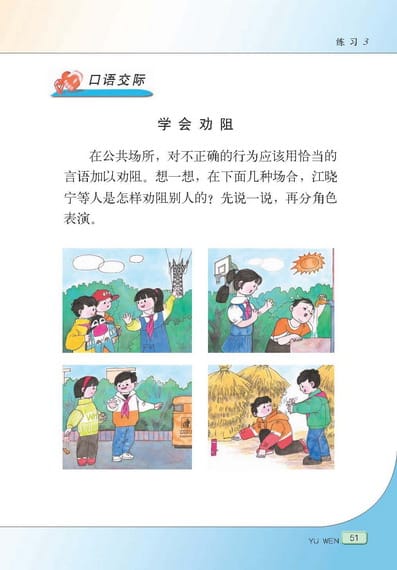 练习 3
口语交际
学会劝阻
在公共场所，对不正确的行为应该用恰当的
言语加以劝阻。想一想，在下面几种场合，江晓
宁等人是怎样劝阻别人的？先说一说，再分角色
表演。
YU WEN 51